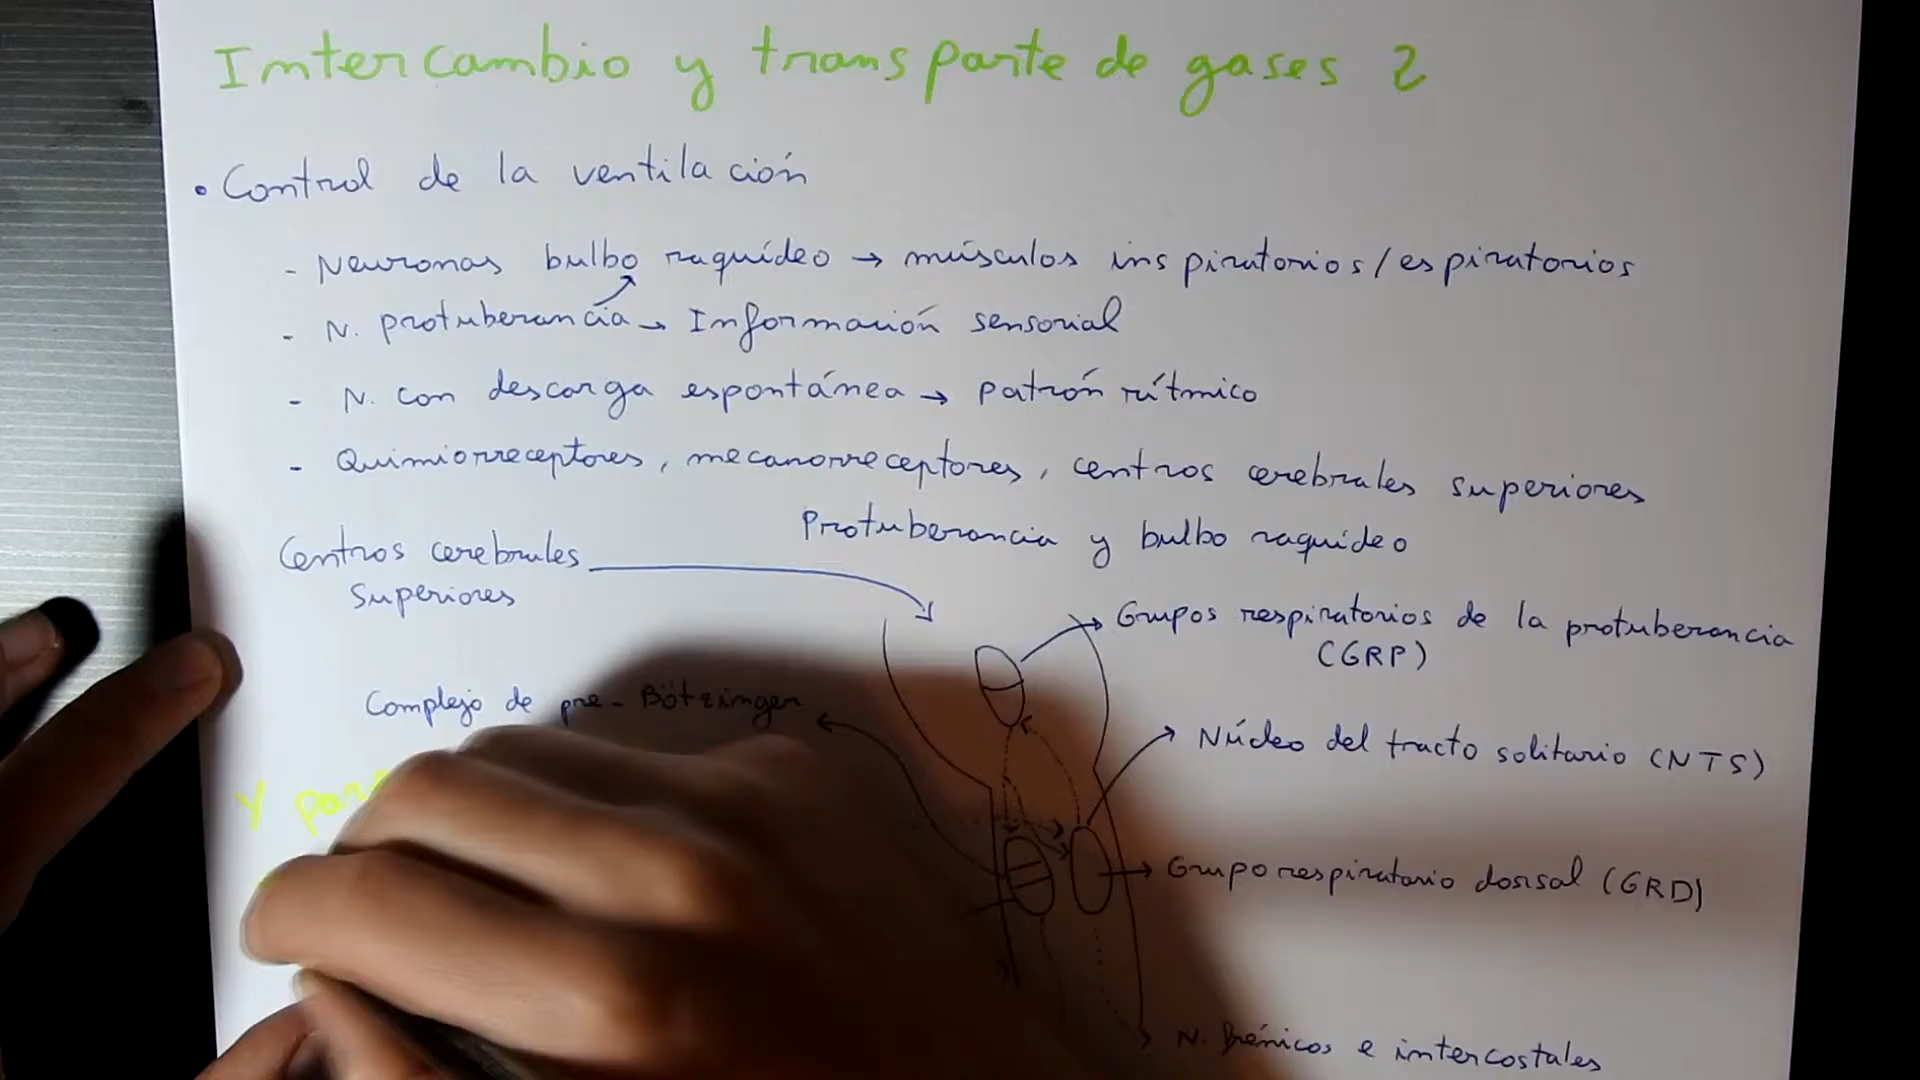 Intercambio y transporte de gases 2
• Control de la ventilación
- Neuronas bulbo raquídeo → músculos inspiratorios/espiratorios
- N. protuberancia → Información sensorial
- N. con descarga espontánea → patrón rítmico
- Quimiorreceptores, mecanorreceptores, centros cerebrales superiores
Protuberancia y bulbo raquídeo
Centros cerebrales
Superiores
Grupos respiratorios de la protuberancia
(GRP)
Complejo de pre-Bötzinger
Núcleo del tracto solitario (NTS)
Y
Grupo respiratorio dorsal (GRD)
N. frénicos e intercostales